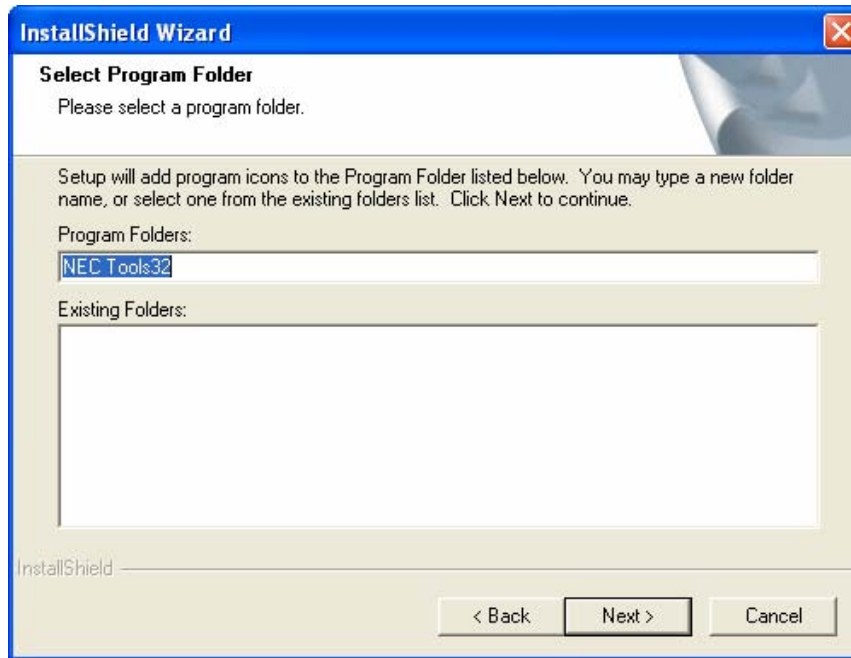 InstallShield Wizard
Select Program Folder
Please select a program folder.
Setup will add program icons to the Program Folder listed below. You may type a new folder
name, or select one from the existing folders list. Click Next to continue.
Program Folders:
NEC Tools32
Existing Folders:
InstallShield
< Back Next > Cancel